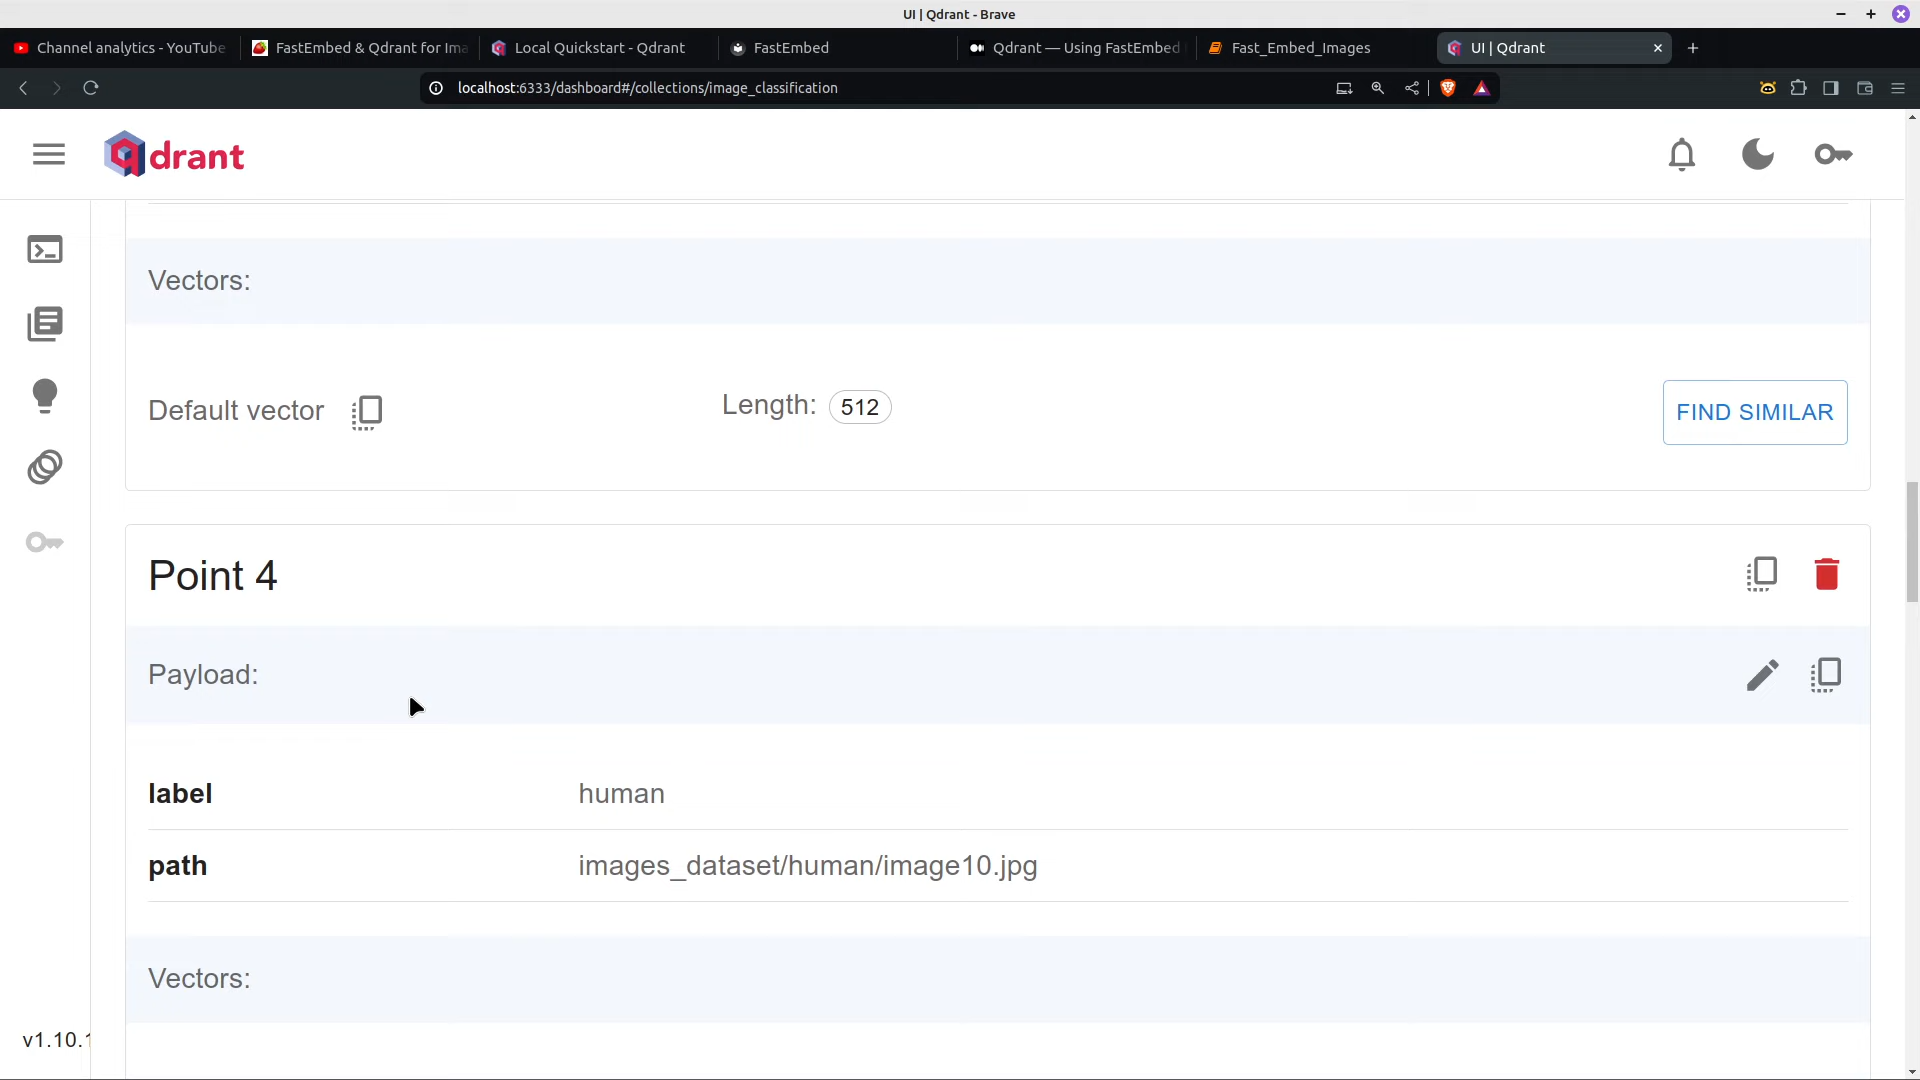 UI | Qdrant - Brave
Channel analytics - YouTube
FastEmbed & Qdrant for Ima
Local Quickstart - Qdrant
FastEmbed
Qdrant — Using FastEmbed
Fast_Embed_Images
UI | Qdrant
localhost:6333/dashboard#/collections/image_classification
qdrant
Vectors:
Default vector
Length: 512
FIND SIMILAR
Point 4
Payload:
label human
path images_dataset/human/image10.jpg
Vectors:
v1.10.1